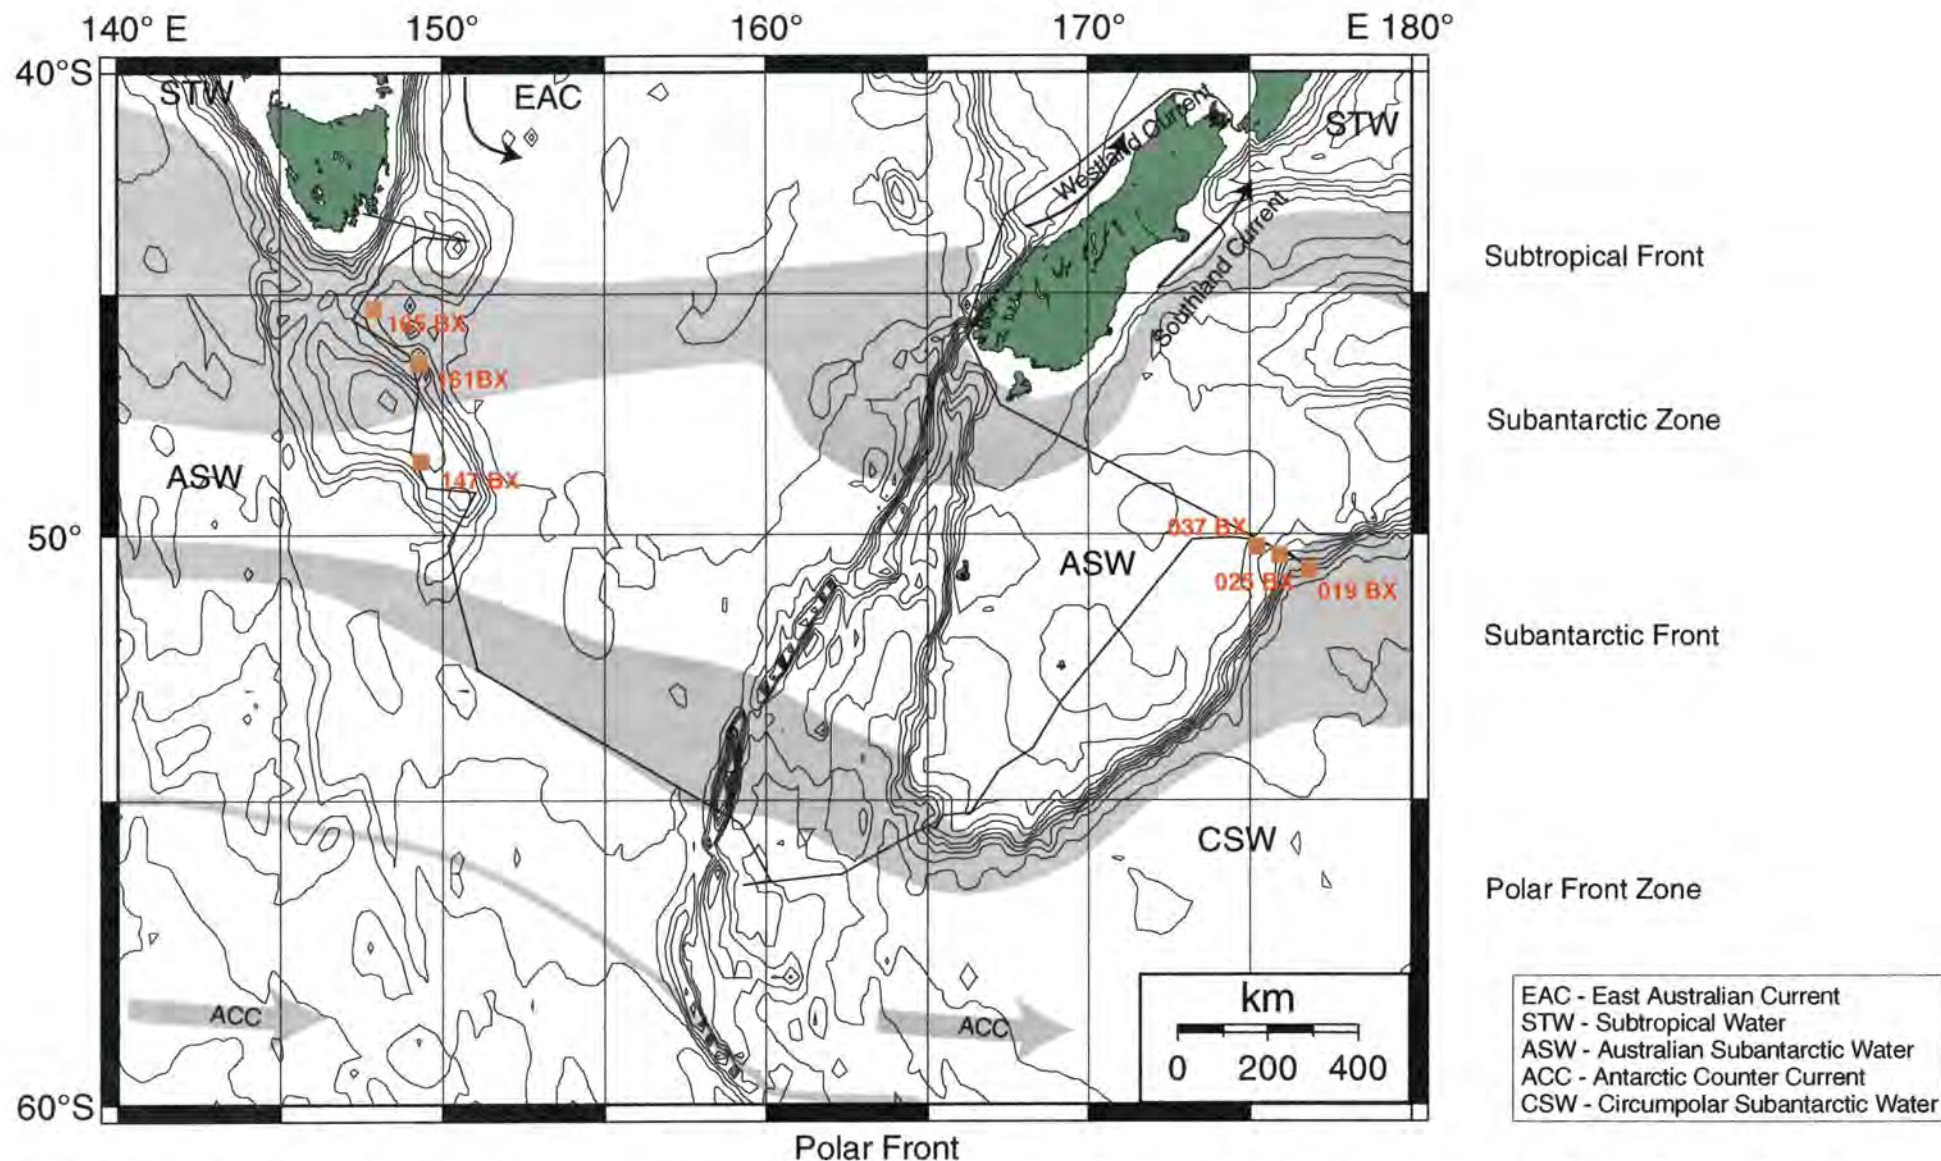 140° E 150° 160° 170° E 180°
40°S
STW
EAC
Westland Current
STW
Southland Current
Subtropical Front
165 BX
161BX
Subantarctic Zone
ASW
147 BX
50°
037 BX
ASW
025 BX
019 BX
Subantarctic Front
CSW
Polar Front Zone
ACC
ACC
km
0 200 400
60°S
Polar Front
EAC - East Australian Current
STW - Subtropical Water
ASW - Australian Subantarctic Water
ACC - Antarctic Counter Current
CSW - Circumpolar Subantarctic Water